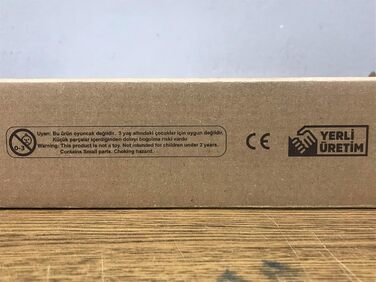 Uyarı: Bu ürün oyuncak değildir. 3 yaş altındaki çocuklar için uygun değildir.
Küçük parçalar içerdiğinden dolayı boğulma riski vardır
Warning: This product is not a toy. Not intended for children under 3 years.
Contains Small parts. Choking hazard.
CE
YERLİ
ÜRETİM